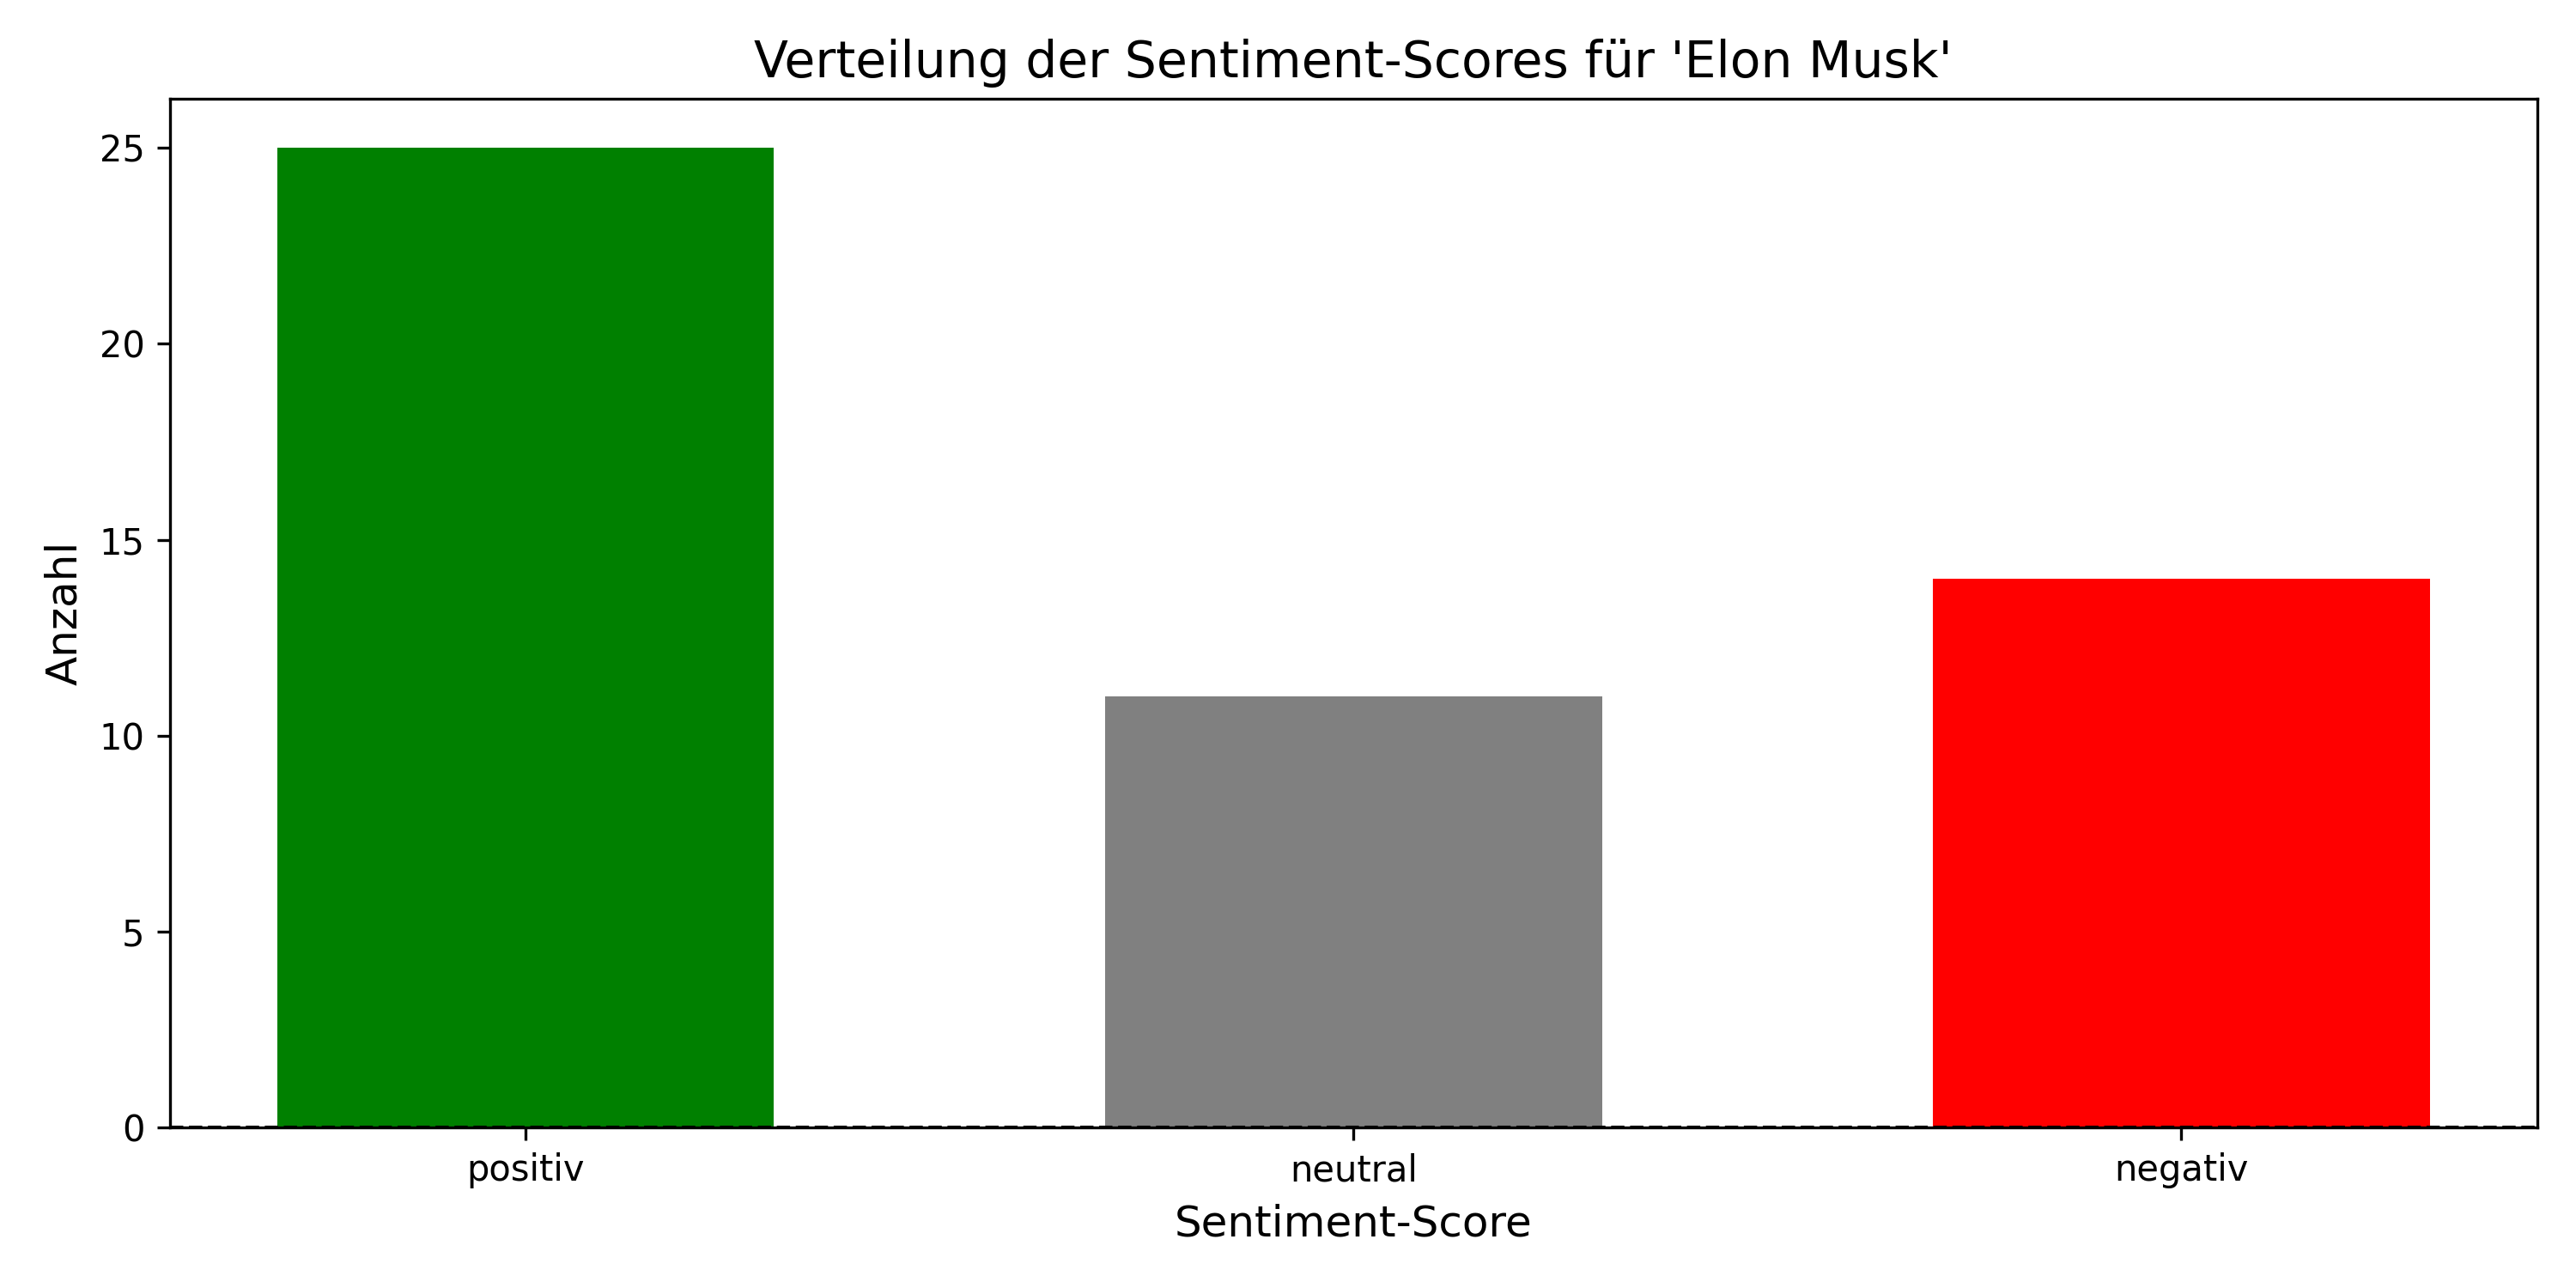 Verteilung der Sentiment-Scores für 'Elon Musk'
Anzahl
25
20
15
10
5
0
positiv
neutral
negativ
Sentiment-Score